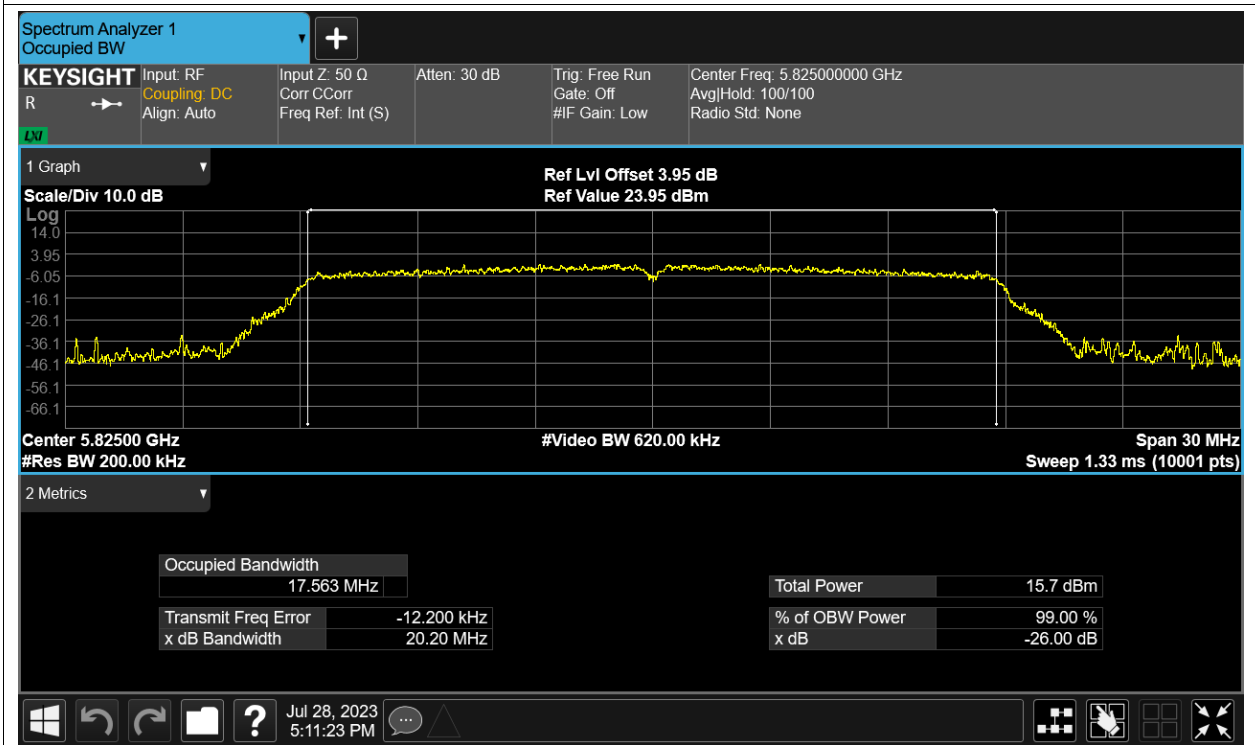 Spectrum Analyzer 1
Occupied BW
KEYSIGHT
R
LXI
Input: RF
Coupling: DC
Align: Auto
Input Z: 50 Ω
Corr CCorr
Freq Ref: Int (S)
Atten: 30 dB
Trig: Free Run
Gate: Off
#IF Gain: Low
Center Freq: 5.825000000 GHz
Avg|Hold: 100/100
Radio Std: None
1 Graph
Scale/Div 10.0 dB
Ref Lvl Offset 3.95 dB
Ref Value 23.95 dBm
Log
14.0
3.95
-6.05
-16.1
-26.1
-36.1
-46.1
-56.1
-66.1
Center 5.82500 GHz
#Video BW 620.00 kHz
Span 30 MHz
#Res BW 200.00 kHz
Sweep 1.33 ms (10001 pts)
2 Metrics
Occupied Bandwidth
17.563 MHz
Total Power 15.7 dBm
Transmit Freq Error -12.200 kHz
% of OBW Power 99.00 %
x dB Bandwidth 20.20 MHz
x dB -26.00 dB
?
Jul 28, 2023
5:11:23 PM